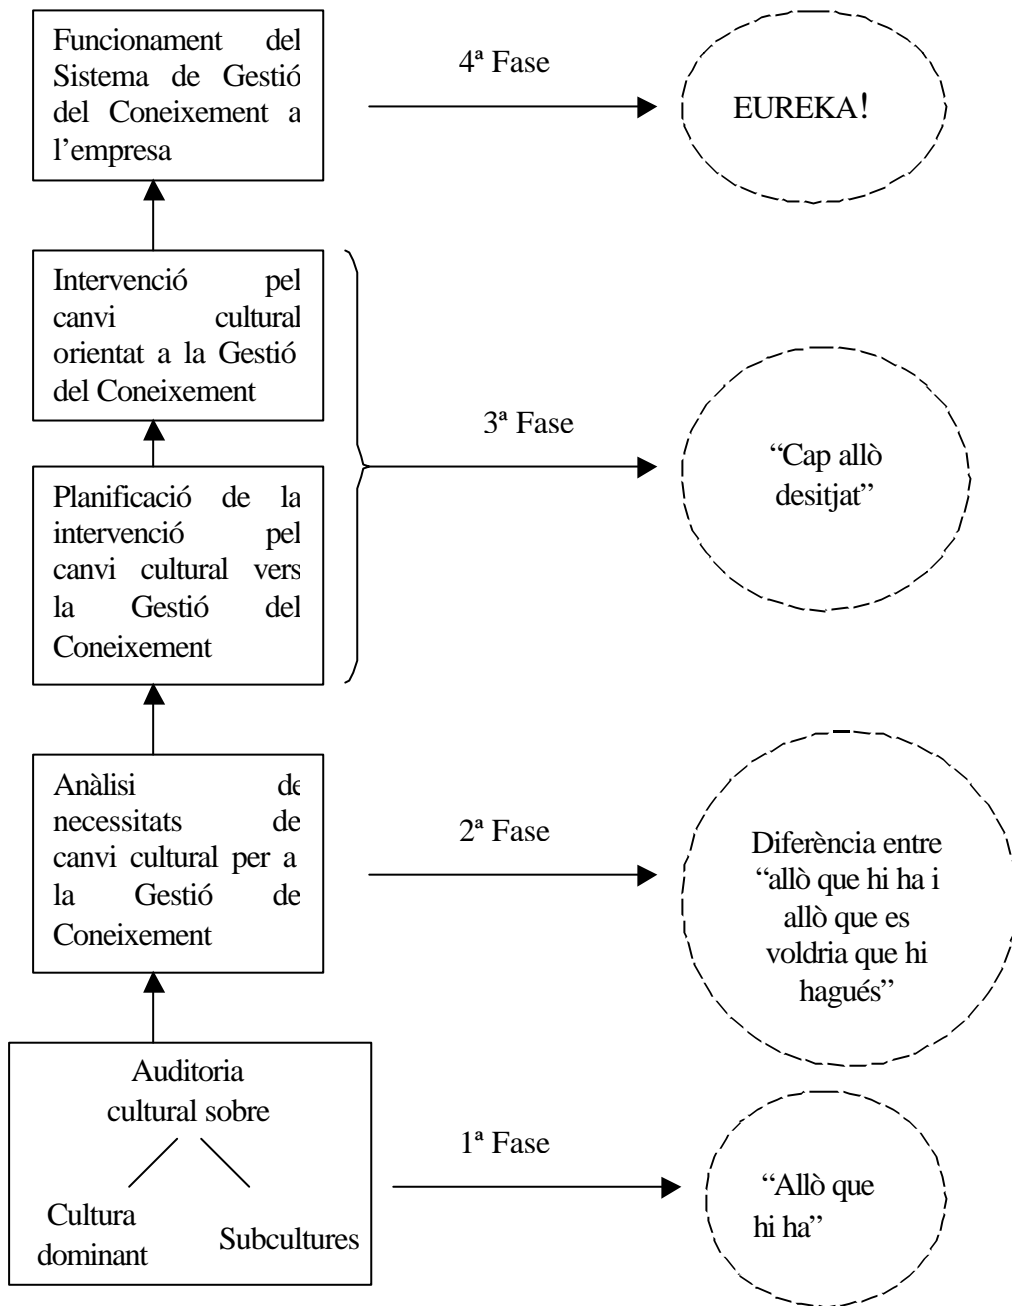 Funcionament del
Sistema de Gestió
del Coneixement a
l’empresa
4ª Fase
EUREKA!
Intervenció pel
canvi cultural
orientat a la Gestió
del Coneixement
Planificació de la
intervenció pel
canvi cultural vers
la Gestió del
Coneixement
3ª Fase
“Cap allò
desitjat”
Anàlisi de
necessitats de
canvi cultural per a
la Gestió de
Coneixement
2ª Fase
Diferència entre
“allò que hi ha i
allò que es
voldria que hi
hagués”
Auditoria
cultural sobre
Cultura
dominant
Subcultures
1ª Fase
“Allò que
hi ha”